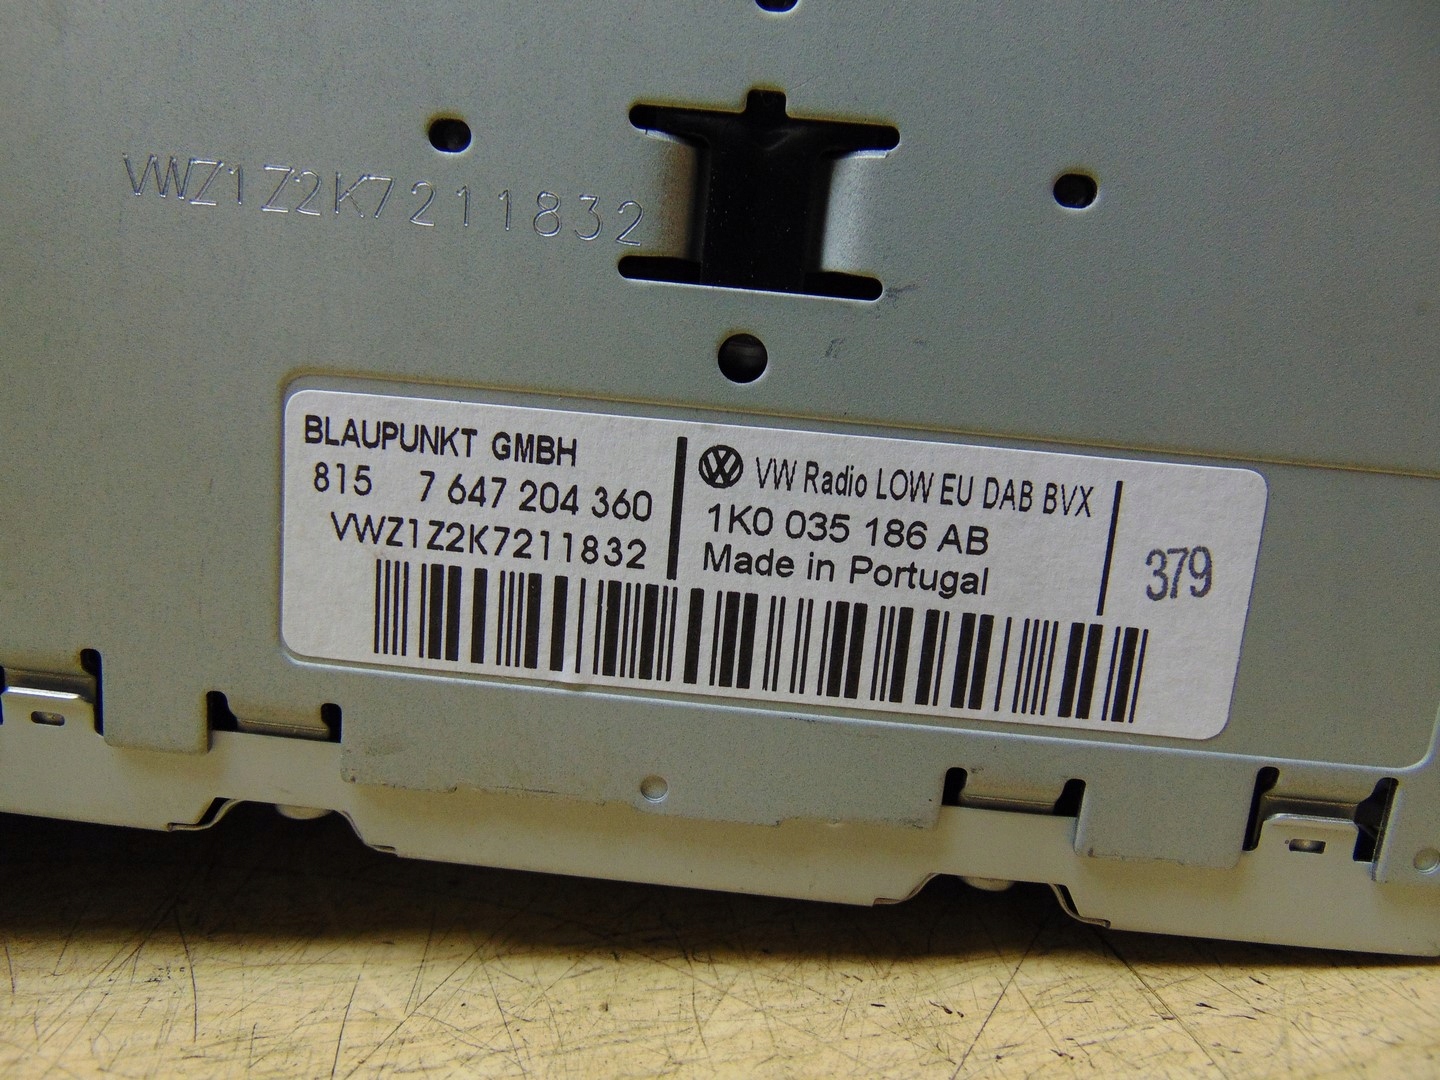 VWZ1Z2K7211832
BLAUPUNKT GMBH
815 7 647 204 360
VWZ1Z2K7211832
VW Radio LOW EU DAB BVX
1K0 035 186 AB
Made in Portugal
379